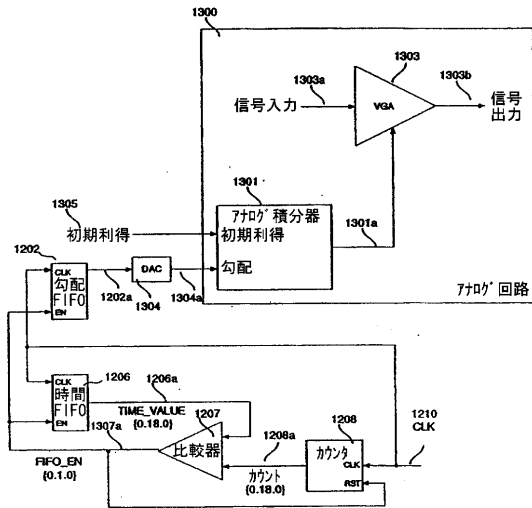 1300
1303
1303a
1303b
信号入力
VGA
信号
出力
1301
アナログ積分器
1305
初期利得
初期利得
1301a
1202
勾配
CLK
勾配
FIFO
EN
DAC
1202a
1304
1304a
アナログ回路
1206
1206a
CLK
時間
FIFO
EN
TIME_VALUE
{0.18.0}
1207
比較器
1208
1208a
カウンタ
CLK
RST
1210
CLK
1307a
FIFO_EN
{0.1.0}
カウント
{0.18.0}